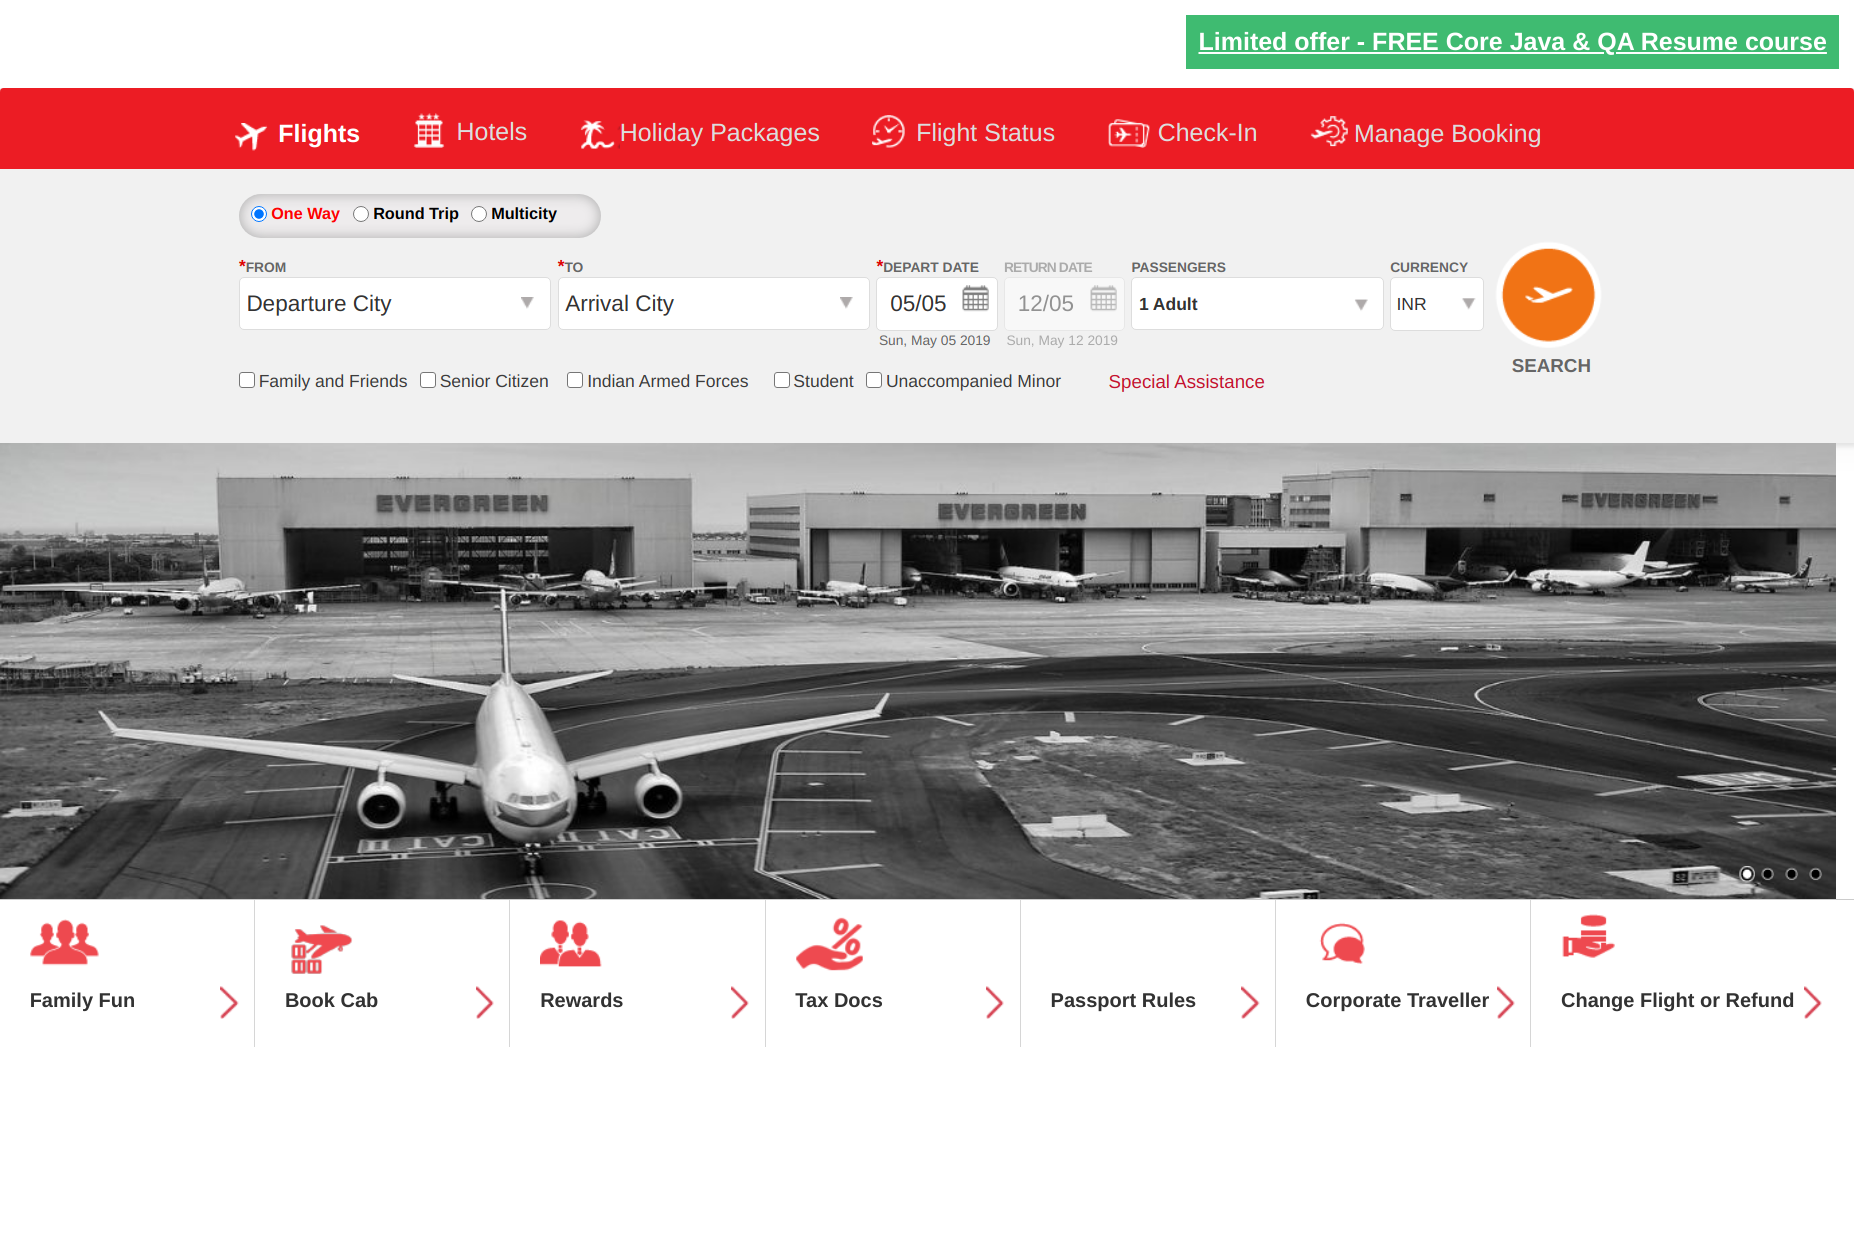 Limited offer - FREE Core Java & QA Resume course
Flights
Hotels
Holiday Packages
Flight Status
Check-In
Manage Booking
One Way
Round Trip
Multicity
*FROM
*TO
*DEPART DATE
RETURN DATE
PASSENGERS
CURRENCY
Departure City
Arrival City
05/05
12/05
1 Adult
INR
Sun, May 05 2019
Sun, May 12 2019
SEARCH
Family and Friends
Senior Citizen
Indian Armed Forces
Student
Unaccompanied Minor
Special Assistance
EVERGREEN
EVERGREEN
EVERGREEN
CAT II
CAT II
Family Fun
Book Cab
Rewards
Tax Docs
Passport Rules
Corporate Traveller
Change Flight or Refund